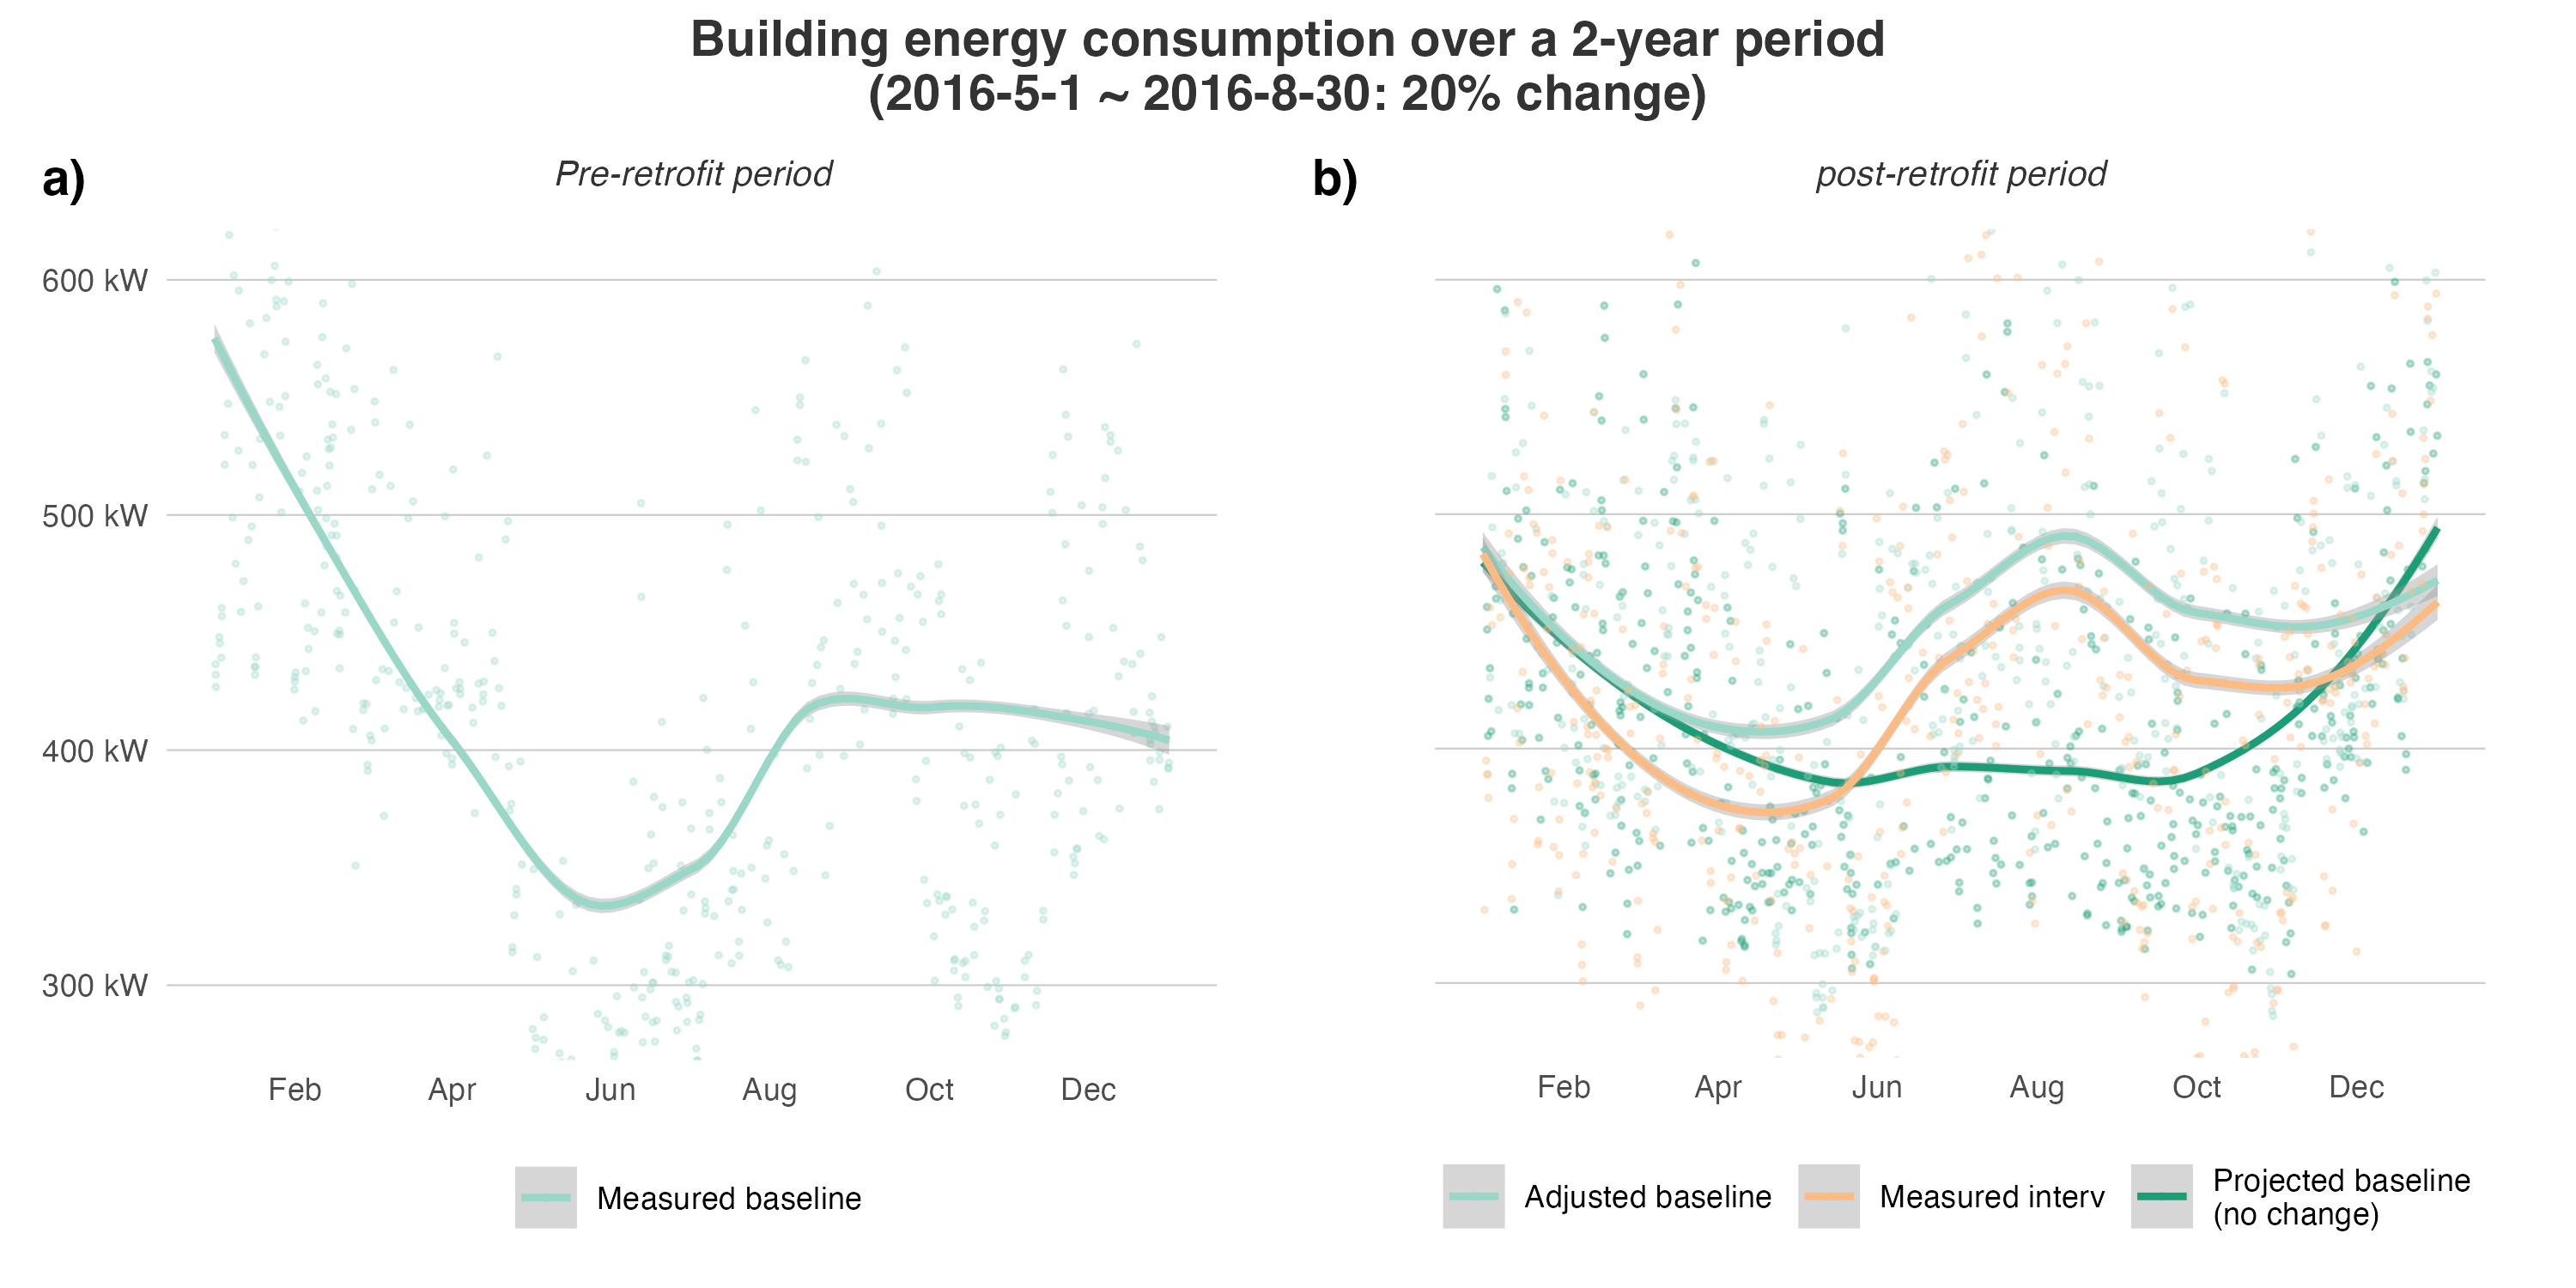 Building energy consumption over a 2-year period
(2016-5-1 ~ 2016-8-30: 20% change)
a)
Pre-retrofit period
600 kW
500 kW
400 kW
300 kW
Feb Apr Jun Aug Oct Dec
Measured baseline
b)
post-retrofit period
Feb Apr Jun Aug Oct Dec
Adjusted baseline
Measured interv
Projected baseline
(no change)